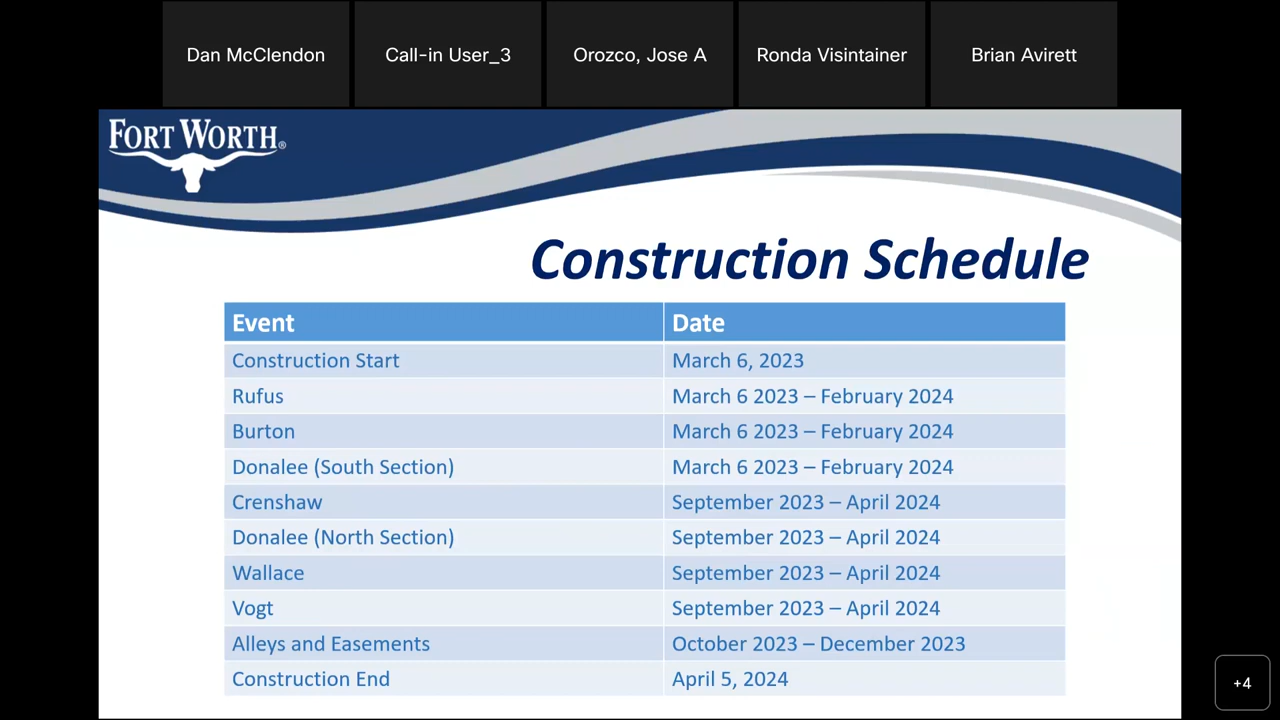 Dan McClendon Call-in User_3 Orozco, Jose A Ronda Visintainer Brian Avirett
FORT WORTH®
Construction Schedule
Event Date
Construction Start March 6, 2023
Rufus March 6 2023 – February 2024
Burton March 6 2023 – February 2024
Donalee (South Section) March 6 2023 – February 2024
Crenshaw September 2023 – April 2024
Donalee (North Section) September 2023 – April 2024
Wallace September 2023 – April 2024
Vogt September 2023 – April 2024
Alleys and Easements October 2023 – December 2023
Construction End April 5, 2024
+4